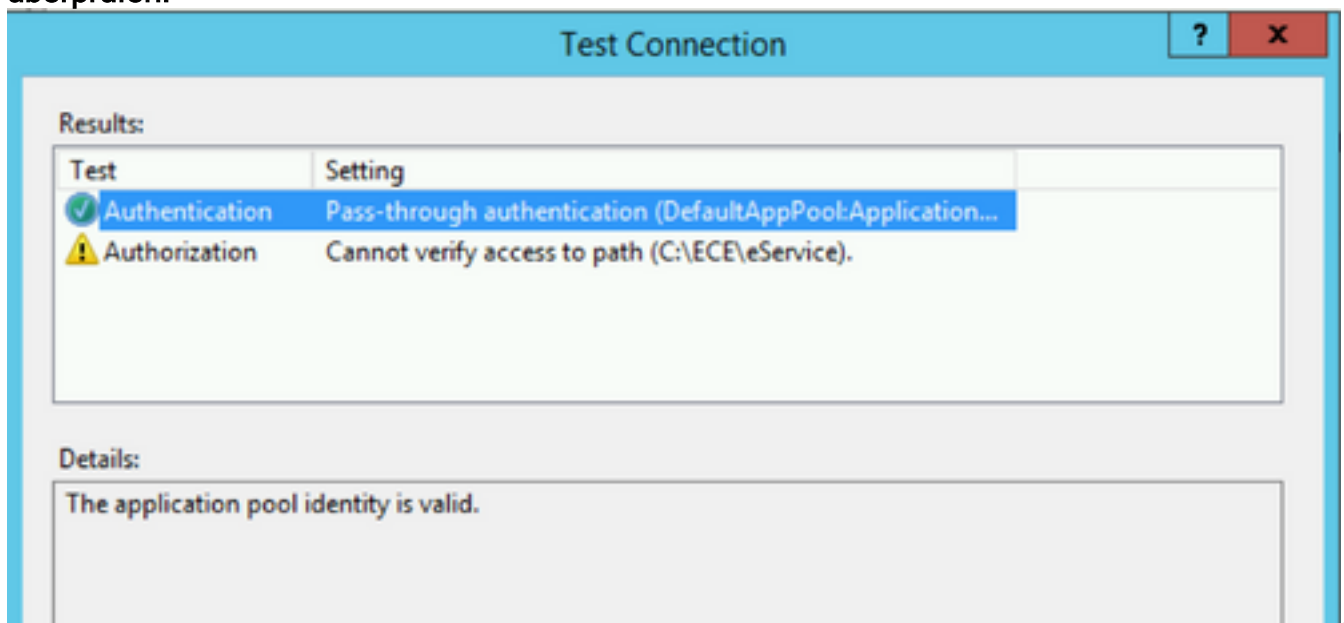 Test Connection
? x
Results:
Test Setting
Authentication Pass-through authentication (DefaultAppPool:Application...
Authorization Cannot verify access to path (C:\ECE\eService).
Details:
The application pool identity is valid.